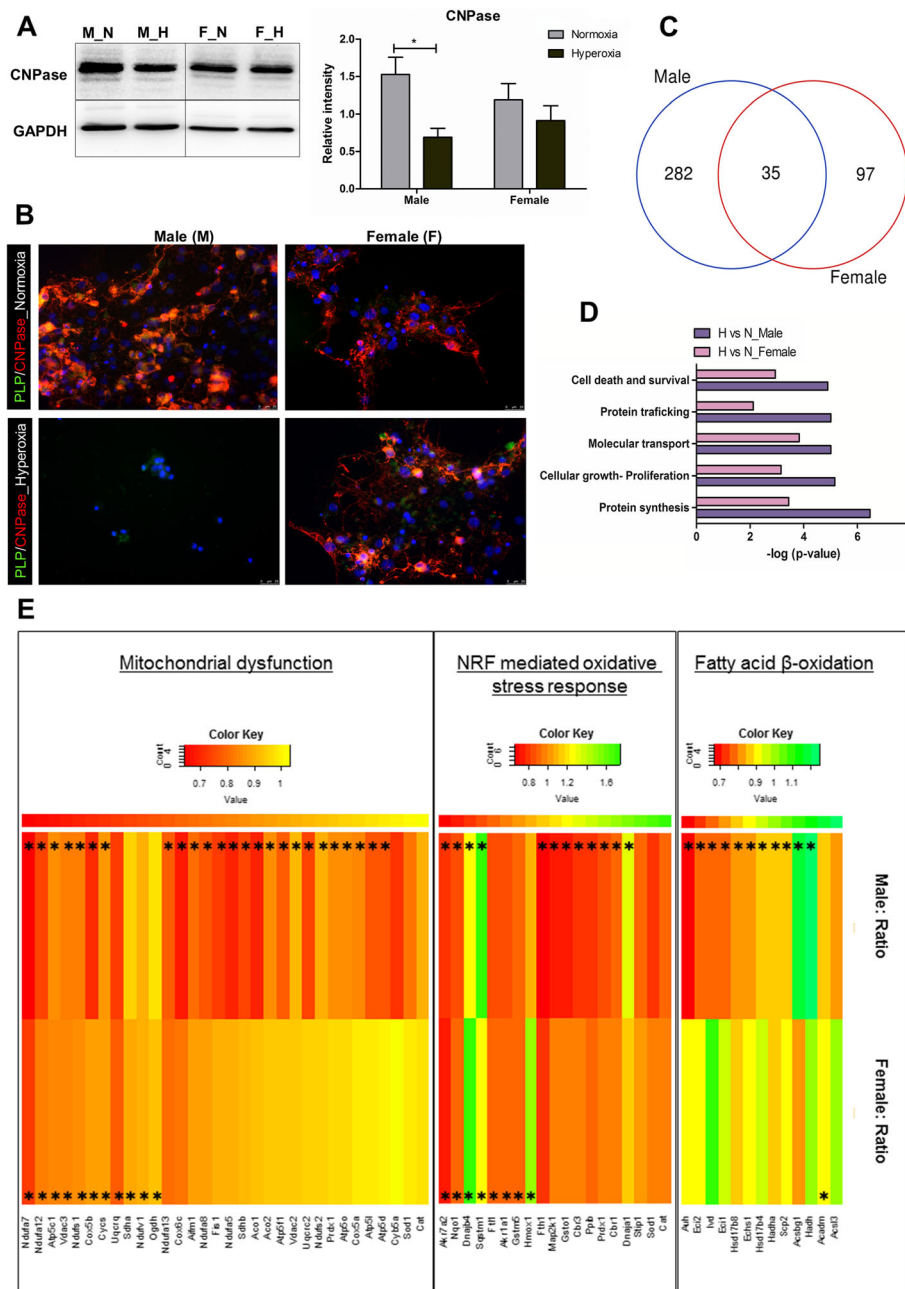 A
M_N M_H F_N F_H
CNPase
GAPDH
CNPase
Normoxia
Hyperoxia
*
Relative intensity
2.0
1.5
1.0
0.5
0.0
Male Female
C
Male
282 35 97
Female
B
Male (M) Female (F)
PLP/CNPase_Normoxia
PLP/CNPase_Hyperoxia
D
H vs N_Male
H vs N_Female
Cell death and survival
Protein traficking
Molecular transport
Cellular growth- Proliferation
Protein synthesis
0 2 4 6
-log (p-value)
E
Mitochondrial dysfunction
Color Key
Count
0 4
0.7 0.8 0.9 1
Value
NRF mediated oxidative
stress response
Color Key
Count
0 6
0.8 1 1.2 1.6
Value
Fatty acid β-oxidation
Color Key
Count
0 4
0.7 0.9 1.1
Value
* * * * * * * * * * * * * * * * * * * * * * * *
* * * * * * * * * * * * *
* * * * * * * * * * *
Male: Ratio
Female: Ratio
* * * * * * * * * * *
* * * * * * * *
*
Ndufa7 Ndufa12 Atp5c1 Vdac3 Ndufs1 Cox5b Cycs Uqcrq Sdha Ndufv1 Ogdh Ndufa13 Cox6c Aifm1 Ndufa8 Fis1 Ndufa5 Sdhb Aco1 Aco2 Atp5f1 Vdac2 Uqcrc2 Ndufs2 Prdx1 Atp5o Cox5a Atp5l Atp5d Cyb5a Sod1 Cat
Akr7a2 Nqo1 Dnajb4 Sqstm1 Ftl1 Akr1a1 Gstm5 Hmox1 Fth1 Map2k1 Gsto1 Cbr3 Ppib Prdx1 Cbr1 Dnaja1 Stip1 Sod1 Cat
Auh Eci2 Ivd Eci1 Hsd17b8 Echs1 Hsd17b4 Hadha Scp2 Acsbg1 Hadh Acadm Acsl3